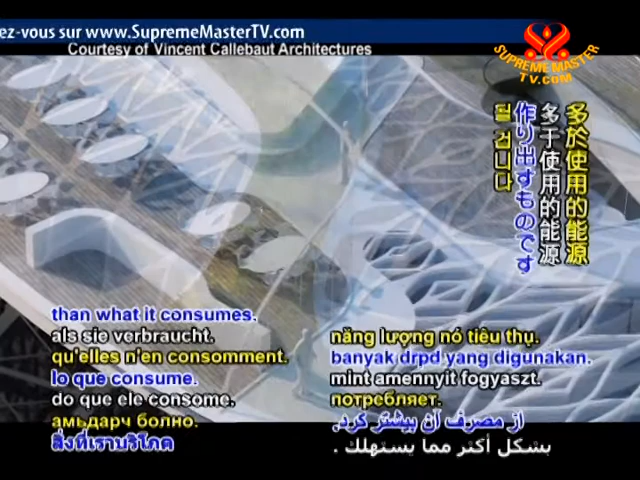 ez-vous sur www.SupremeMasterTV.com
Courtesy of Vincent Callebaut Architectures
SUPREME MASTER
TV.COM
多於使用的能源
多于使用的能源
作り出すものです
될 겁니다
than what it consumes.
als sie verbraucht.
qu'elles n'en consomment.
lo que consume.
do que ele consome.
амьдарч болно.
สิ่งที่เราบริโภค
năng lượng nó tiêu thụ.
banyak drpd yang digunakan.
mint amennyit fogyaszt.
потребляет.
از مصرف آن بیشتر کرد.
بشكل أكثر مما يستهلك .